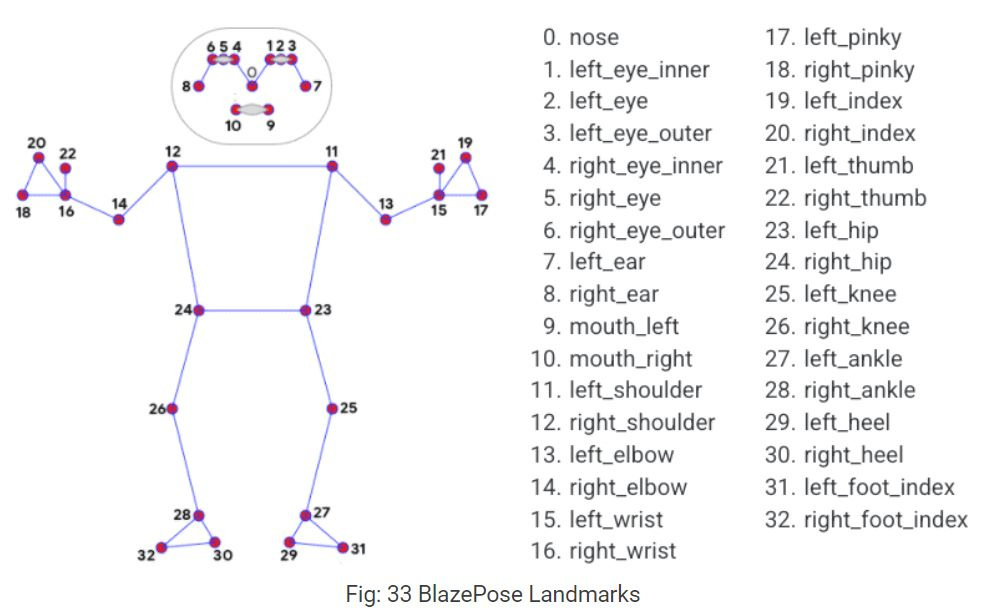 6 5 4 1 2 3
0
8 7
10 9
20 22 12 11 21 19
18 16 14 13 15 17
24 23
26 25
28 27
32 30 29 31
0. nose
1. left_eye_inner
2. left_eye
3. left_eye_outer
4. right_eye_inner
5. right_eye
6. right_eye_outer
7. left_ear
8. right_ear
9. mouth_left
10. mouth_right
11. left_shoulder
12. right_shoulder
13. left_elbow
14. right_elbow
15. left_wrist
16. right_wrist
17. left_pinky
18. right_pinky
19. left_index
20. right_index
21. left_thumb
22. right_thumb
23. left_hip
24. right_hip
25. left_knee
26. right_knee
27. left_ankle
28. right_ankle
29. left_heel
30. right_heel
31. left_foot_index
32. right_foot_index
Fig: 33 BlazePose Landmarks